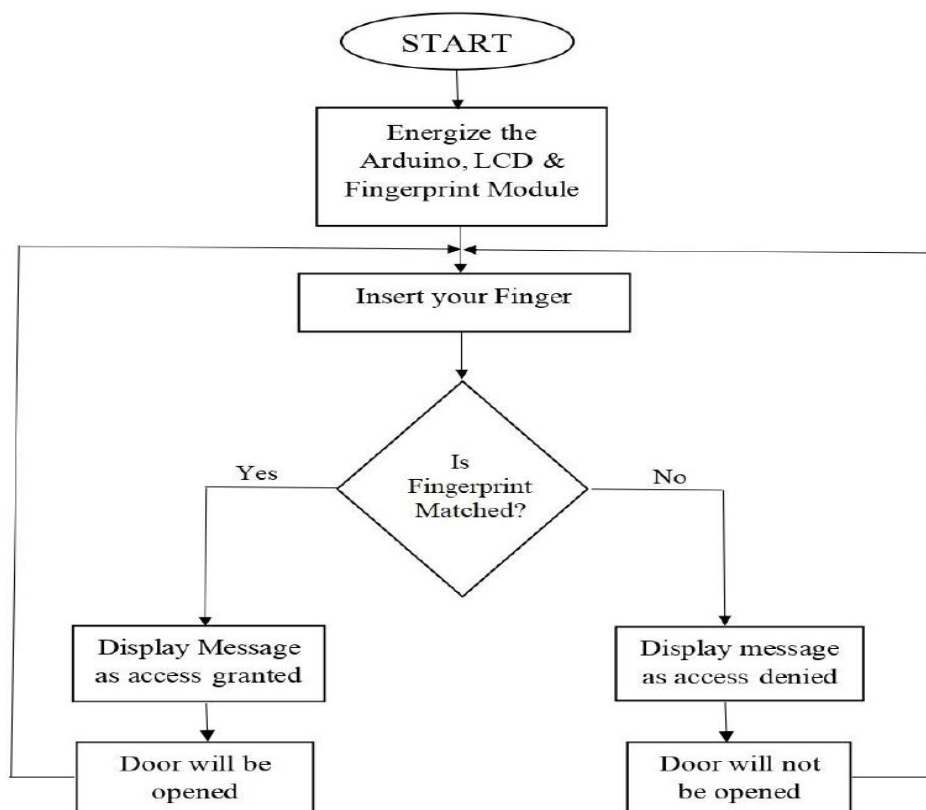 START
Energize the
Arduino, LCD &
Fingerprint Module
Insert your Finger
Is
Fingerprint
Matched?
Yes
No
Display Message
as access granted
Display message
as access denied
Door will be
opened
Door will not
be opened